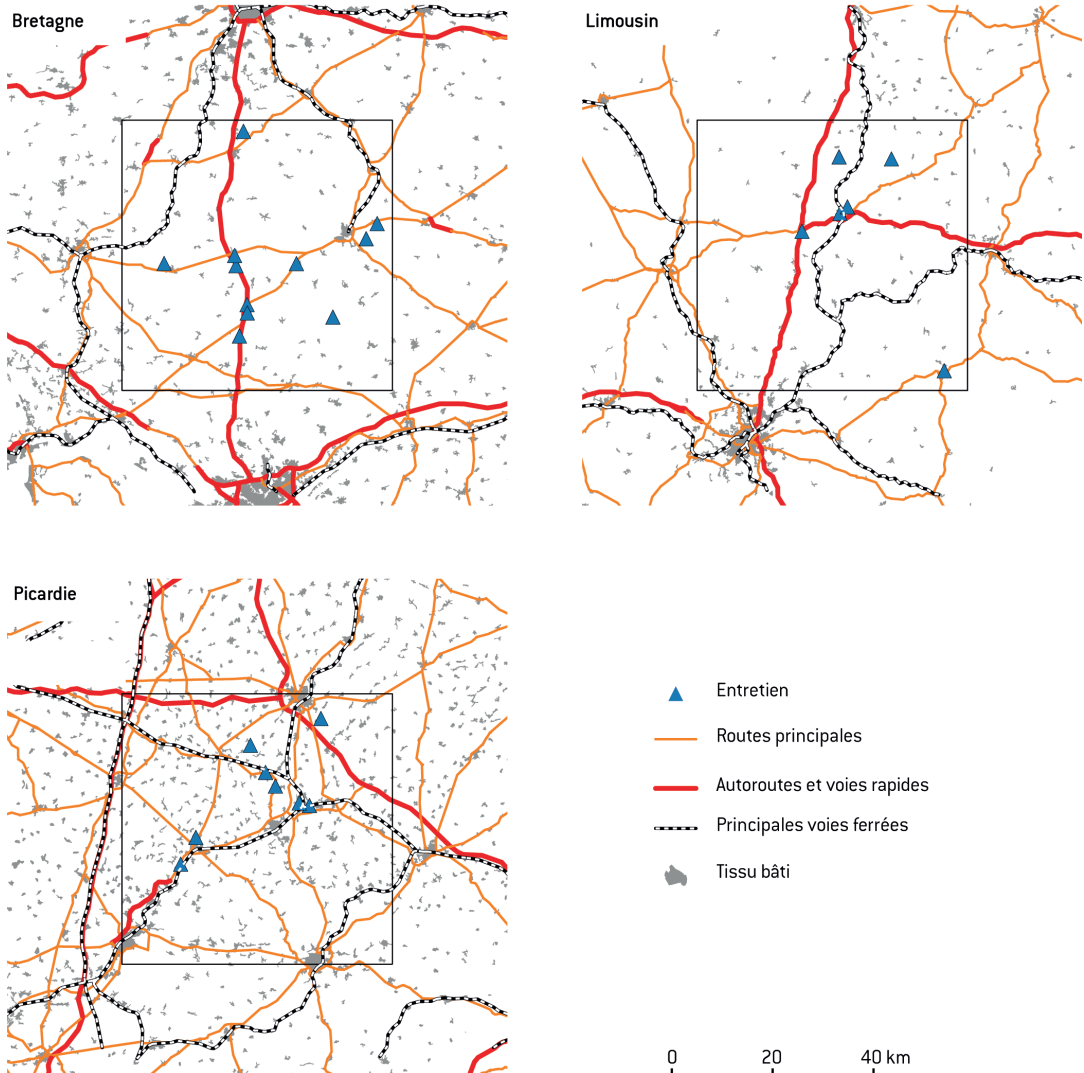 Bretagne
Limousin
Picardie
Entretien
Routes principales
Autoroutes et voies rapides
Principales voies ferrées
Tissu bâti
0 20 40 km